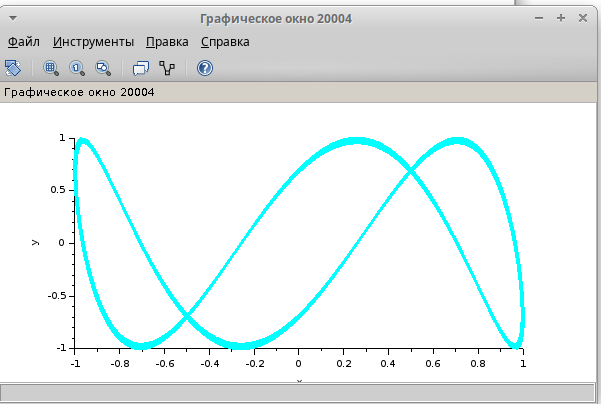 Графическое окно 20004
Файл Инструменты Правка Справка
Графическое окно 20004
1
0.5
0
-0.5
-1
y
-1 -0.8 -0.6 -0.4 -0.2 0 0.2 0.4 0.6 0.8 1